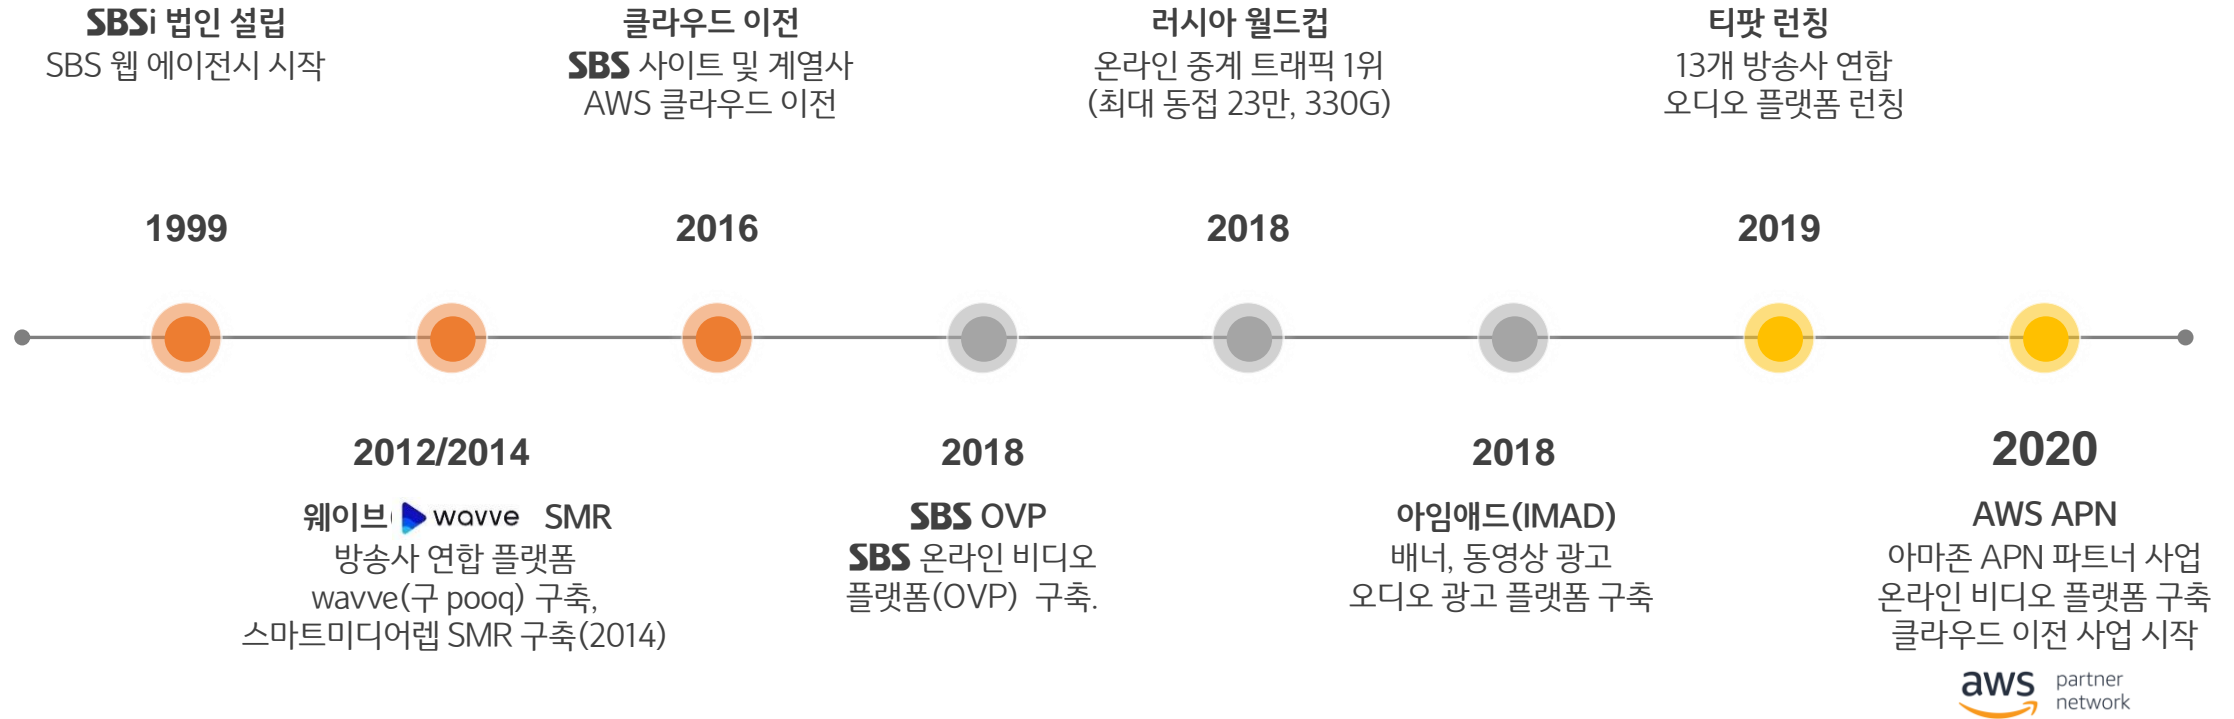 SBSi 법인 설립
SBS 웹 에이전시 시작
1999
2012/2014
웨이브( wavve SMR
방송사 연합 플랫폼
wavve(구 pooq) 구축,
스마트미디어렙 SMR 구축(2014)
클라우드 이전
SBS 사이트 및 계열사
AWS 클라우드 이전
2016
2018
SBS OVP
SBS 온라인 비디오
플랫폼(OVP) 구축.
러시아 월드컵
온라인 중계 트래픽 1위
(최대 동접 23만, 330G)
2018
2018
아임애드(IMAD)
배너, 동영상 광고
오디오 광고 플랫폼 구축
티팟 런칭
13개 방송사 연합
오디오 플랫폼 런칭
2019
2020
AWS APN
아마존 APN 파트너 사업
온라인 비디오 플랫폼 구축
클라우드 이전 사업 시작
aws partner
network